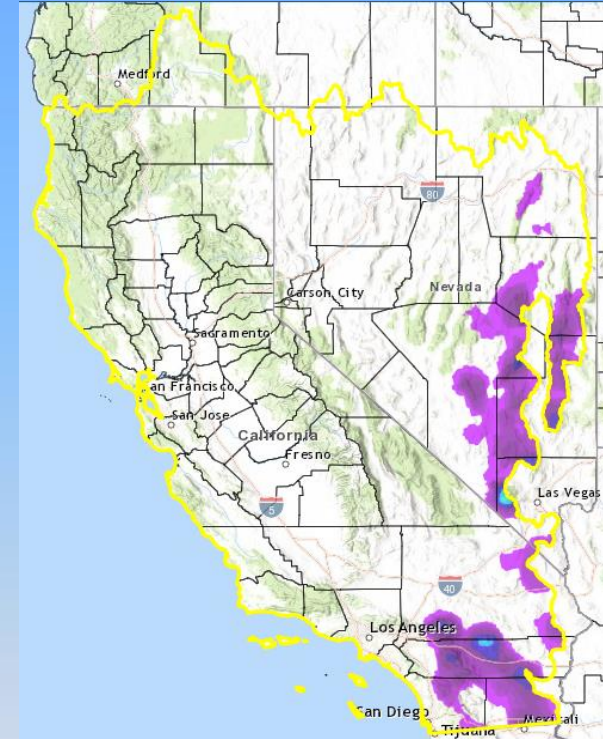 Medford
80
Nevada
Carson City
Sacramento
San Francisco
San Jose
California
Fresno
5
Las Vegas
40
Los Angeles
San Diego
Mexicali
Tijuana